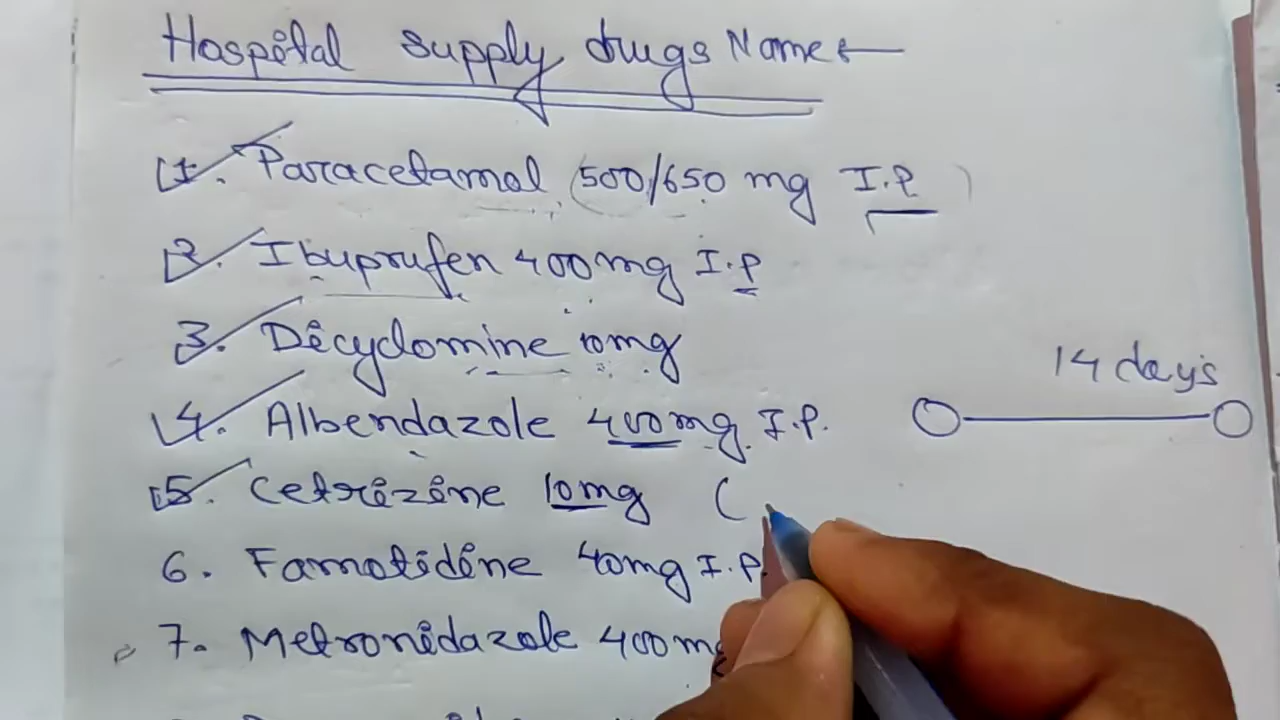 Hospital supply drugs Name
1. Paracetamol (500/650 mg I.P)
2. Ibuprufen 400mg I.P
3. Dicyclomine 10mg
14 days
4. Albendazole 400mg I.P.
5. Cetrizine 10mg (
6. Famotidine 40mg I.P.
7. Metronidazole 400mg